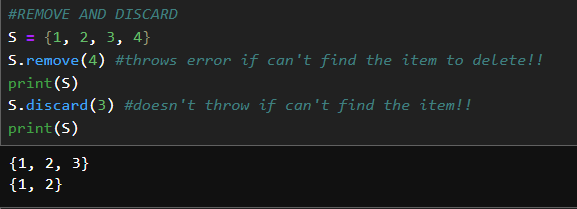 #REMOVE AND DISCARD
S = {1, 2, 3, 4}
S.remove(4) #throws error if can't find the item to delete!!
print(S)
S.discard(3) #doesn't throw if can't find the item!!
print(S)
{1, 2, 3}
{1, 2}